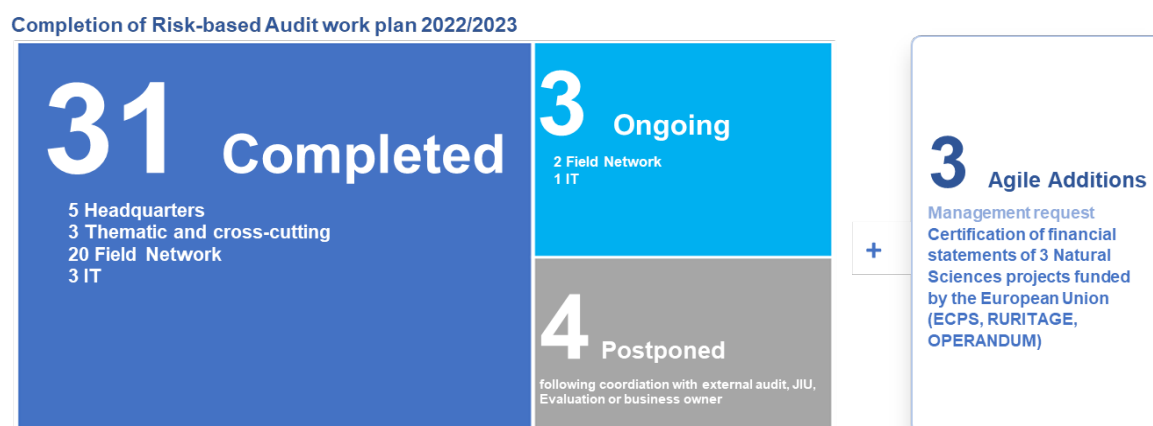 Completion of Risk-based Audit work plan 2022/2023
31 Completed
5 Headquarters
3 Thematic and cross-cutting
20 Field Network
3 IT
3 Ongoing
2 Field Network
1 IT
4 Postponed
following coordiation with external audit, JIU,
Evaluation or business owner
+
3 Agile Additions
Management request
Certification of financial
statements of 3 Natural
Sciences projects funded
by the European Union
(ECPS, RURITAGE,
OPERANDUM)